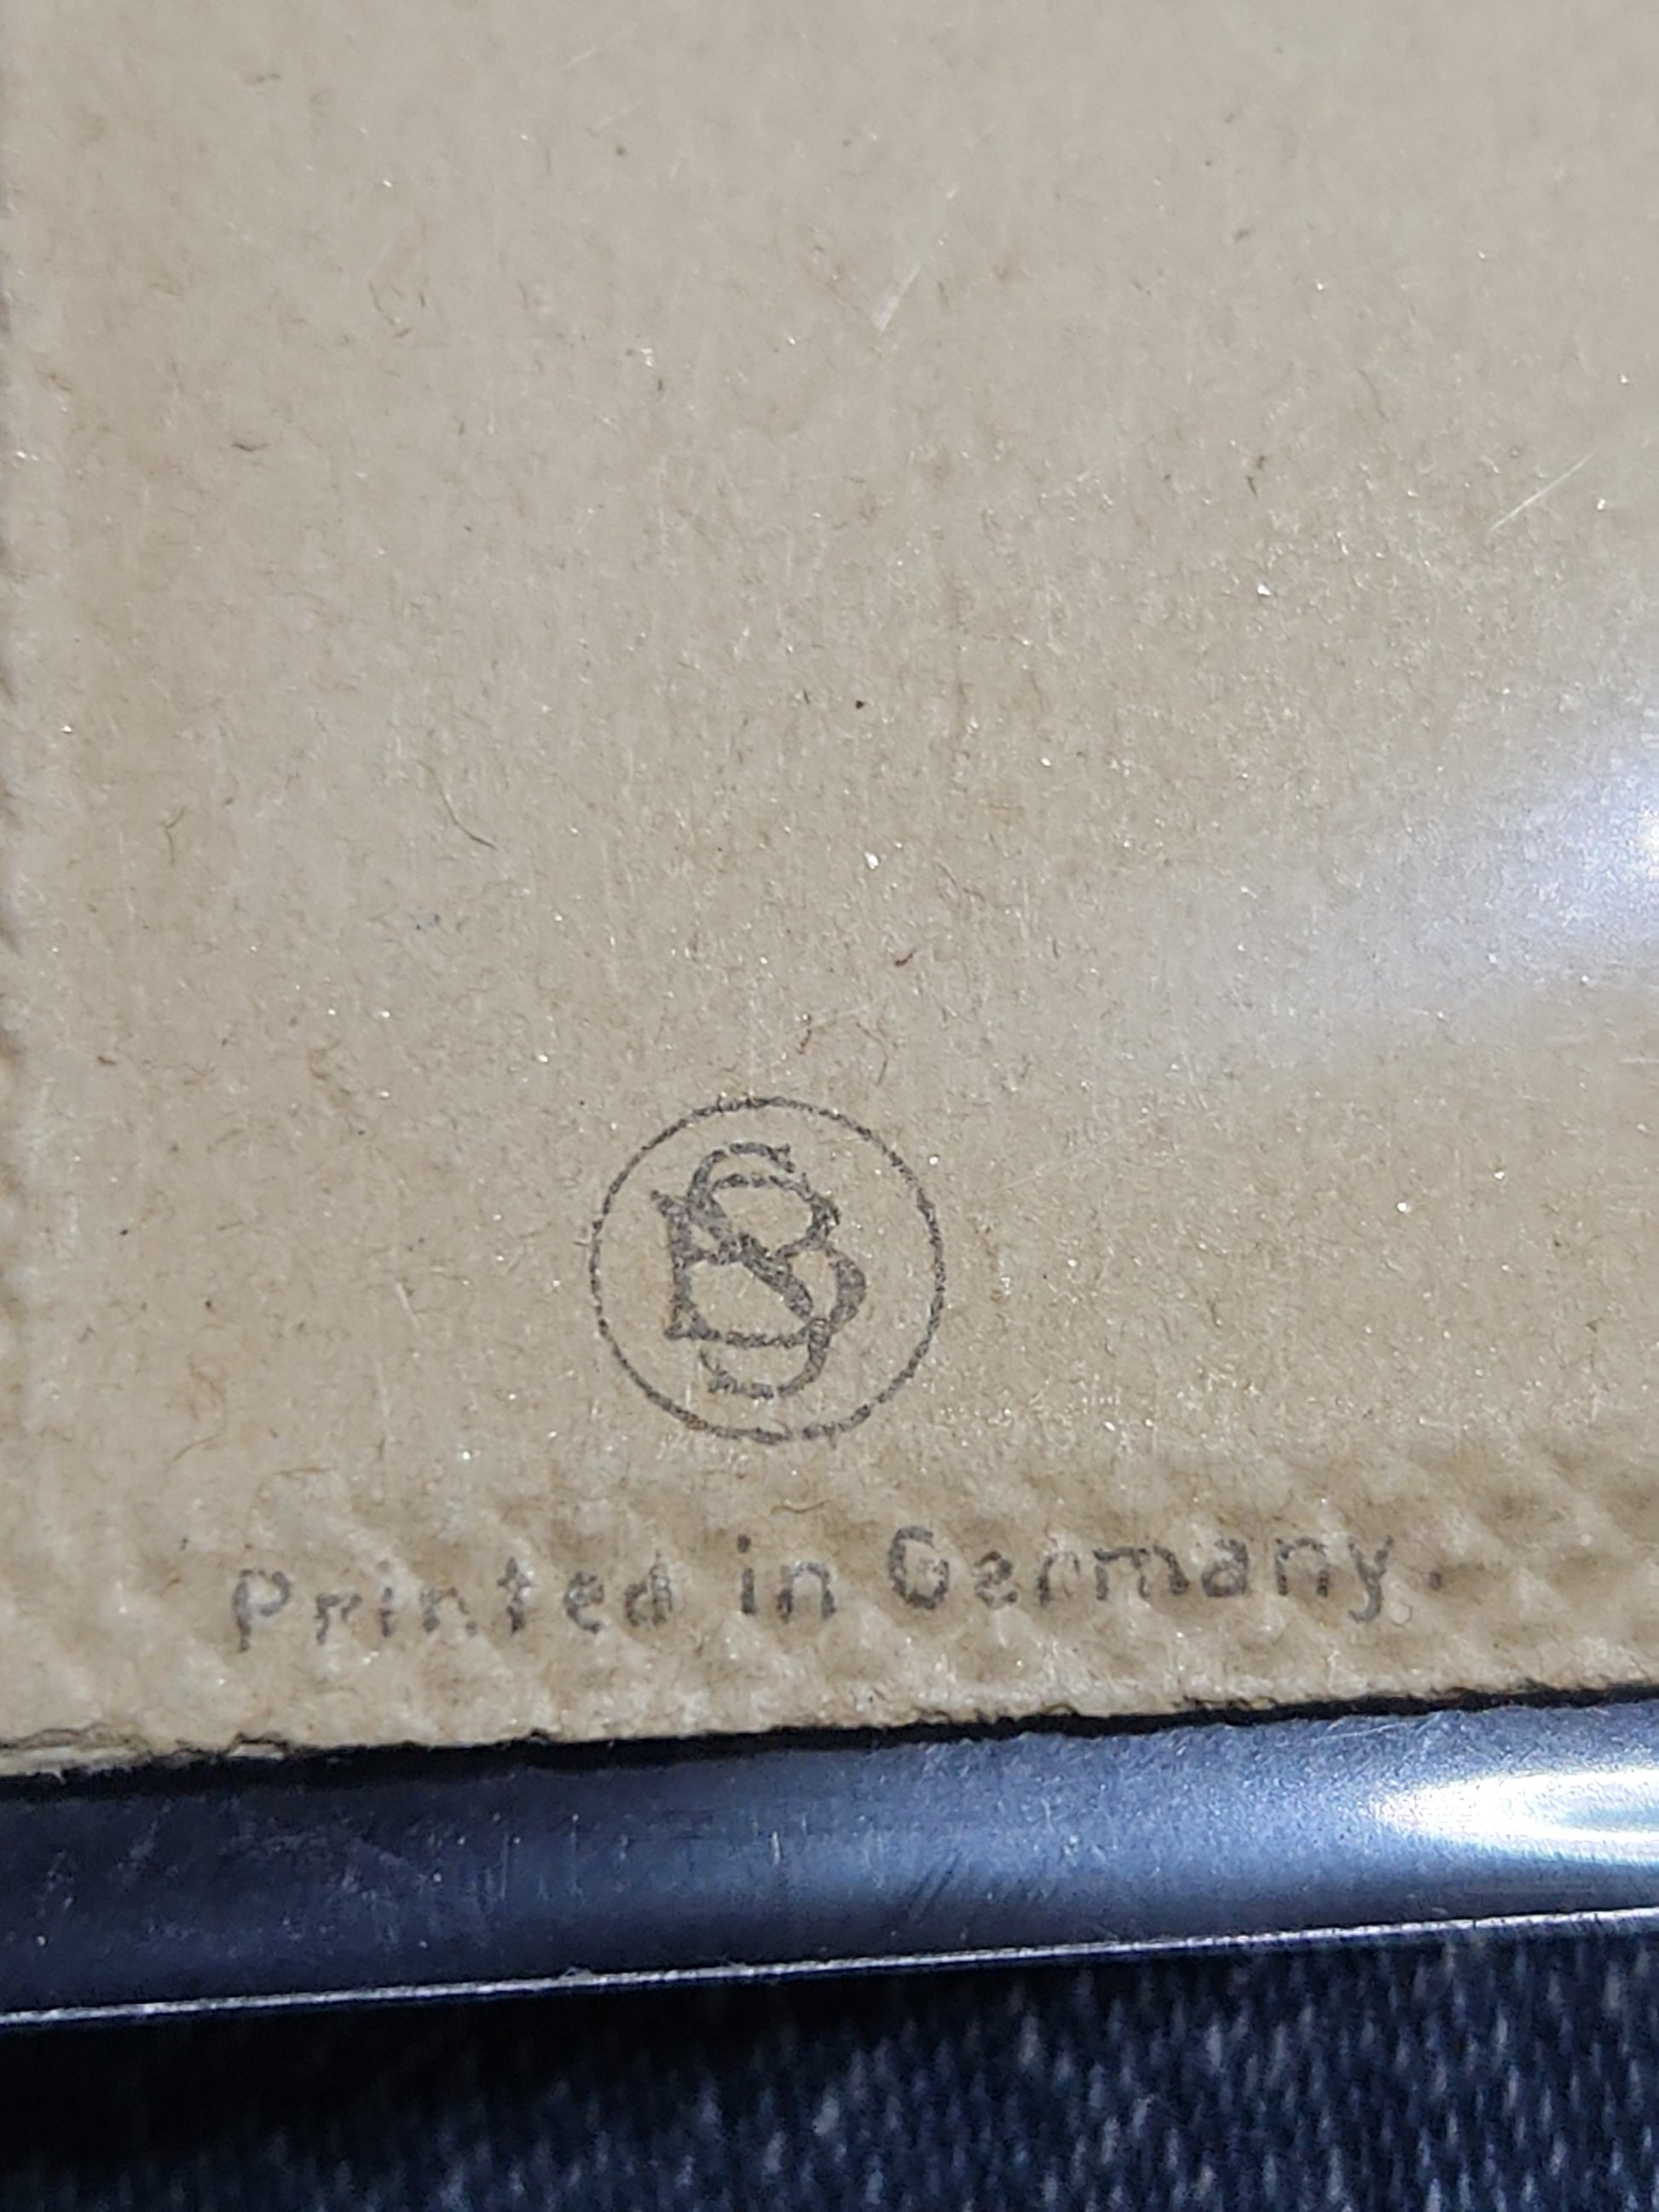 BS
Printed in Germany.